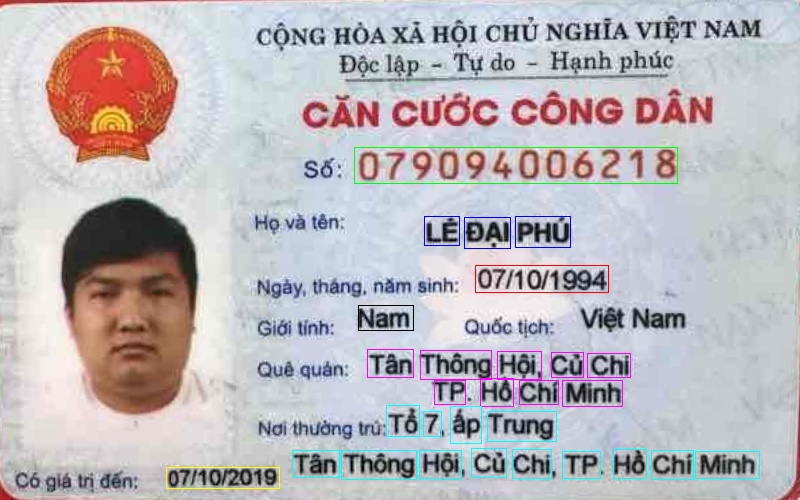 CỘNG HÒA XÃ HỘI CHỦ NGHĨA VIỆT NAM
Độc lập - Tự do - Hạnh phúc
CĂN CƯỚC CÔNG DÂN
Số: 079094006218
Họ và tên: LÊ ĐẠI PHÚ
Ngày, tháng, năm sinh: 07/10/1994
Giới tính: Nam Quốc tịch: Việt Nam
Quê quán: Tân Thông Hội, Củ Chi
TP. Hồ Chí Minh
Nơi thường trú: Tổ 7, ấp Trung
Tân Thông Hội, Củ Chi, TP. Hồ Chí Minh
Có giá trị đến: 07/10/2019